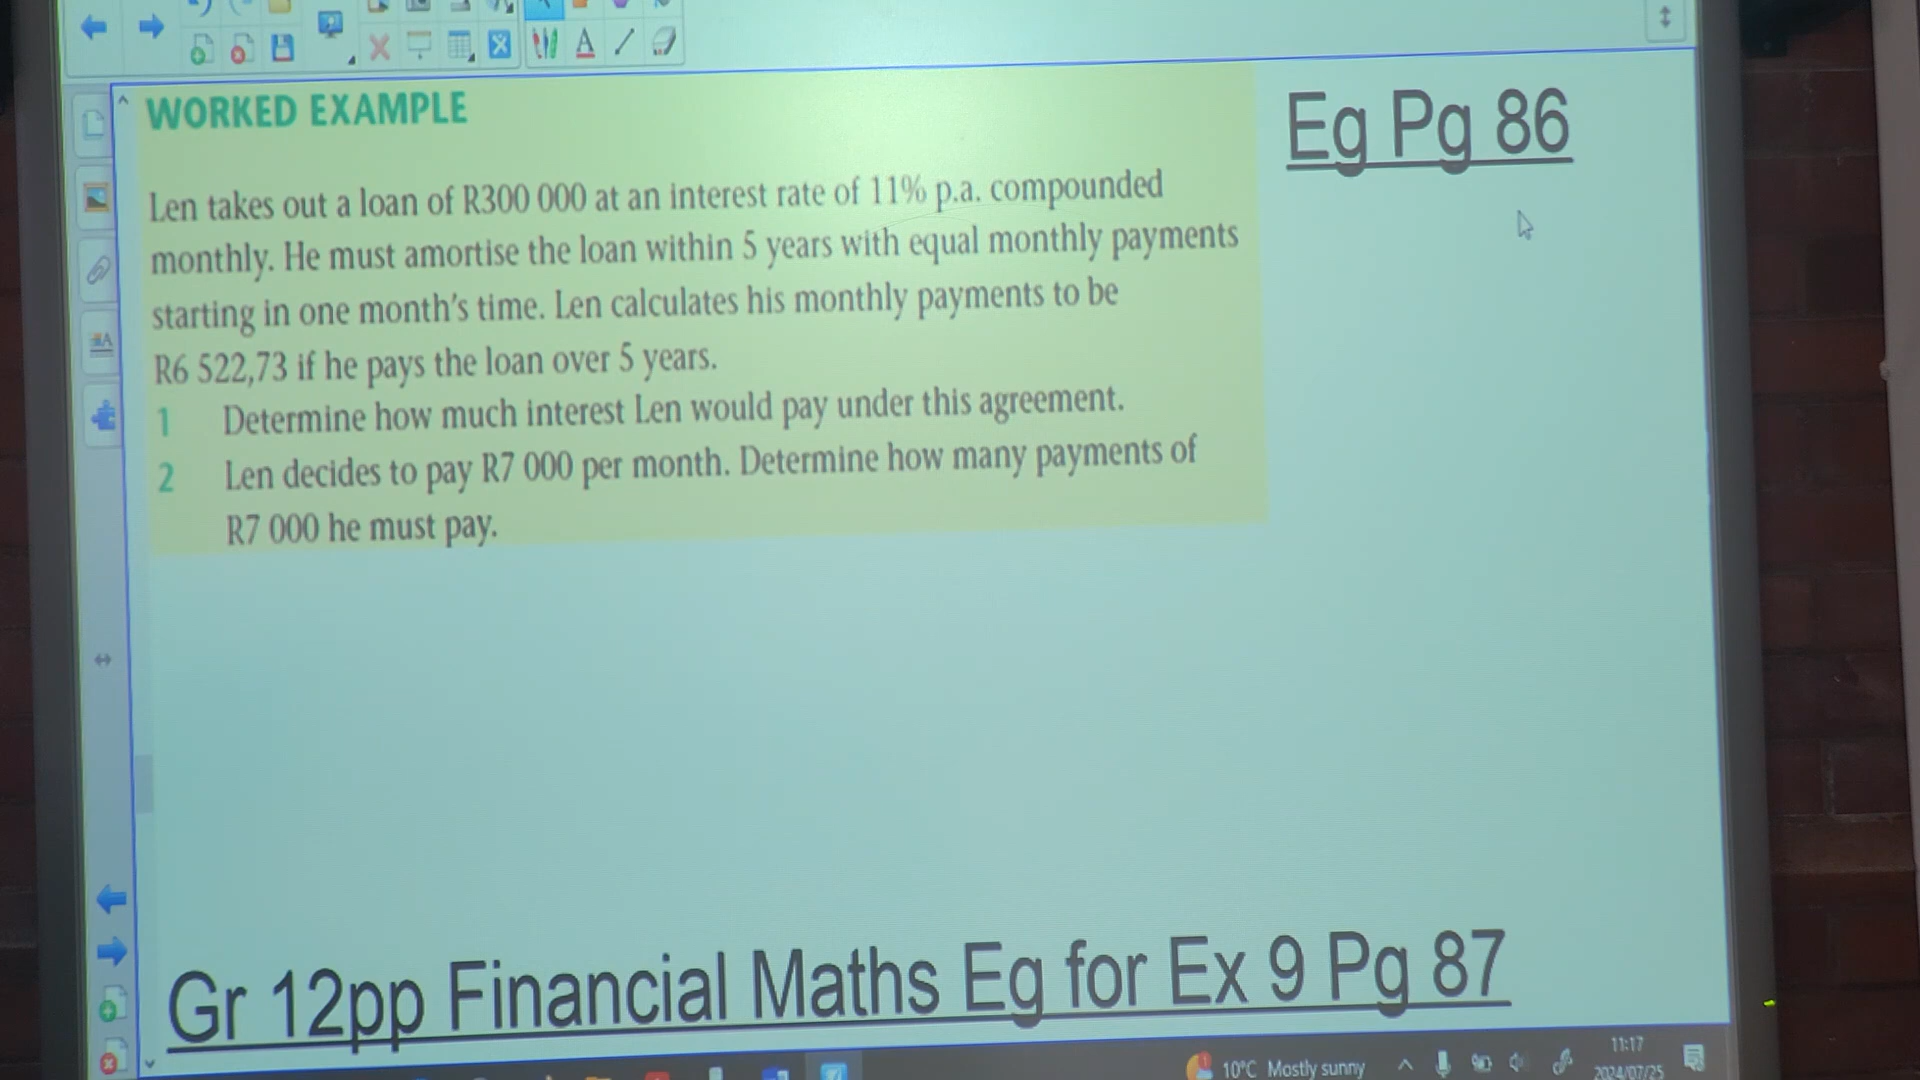 WORKED EXAMPLE
Eg Pg 86
Len takes out a loan of R300 000 at an interest rate of 11% p.a. compounded
monthly. He must amortise the loan within 5 years with equal monthly payments
starting in one month's time. Len calculates his monthly payments to be
R6 522,73 if he pays the loan over 5 years.
1 Determine how much interest Len would pay under this agreement.
2 Len decides to pay R7 000 per month. Determine how many payments of
R7 000 he must pay.
Gr 12pp Financial Maths Eg for Ex 9 Pg 87
10°C Mostly sunny
11:17
2024/07/25